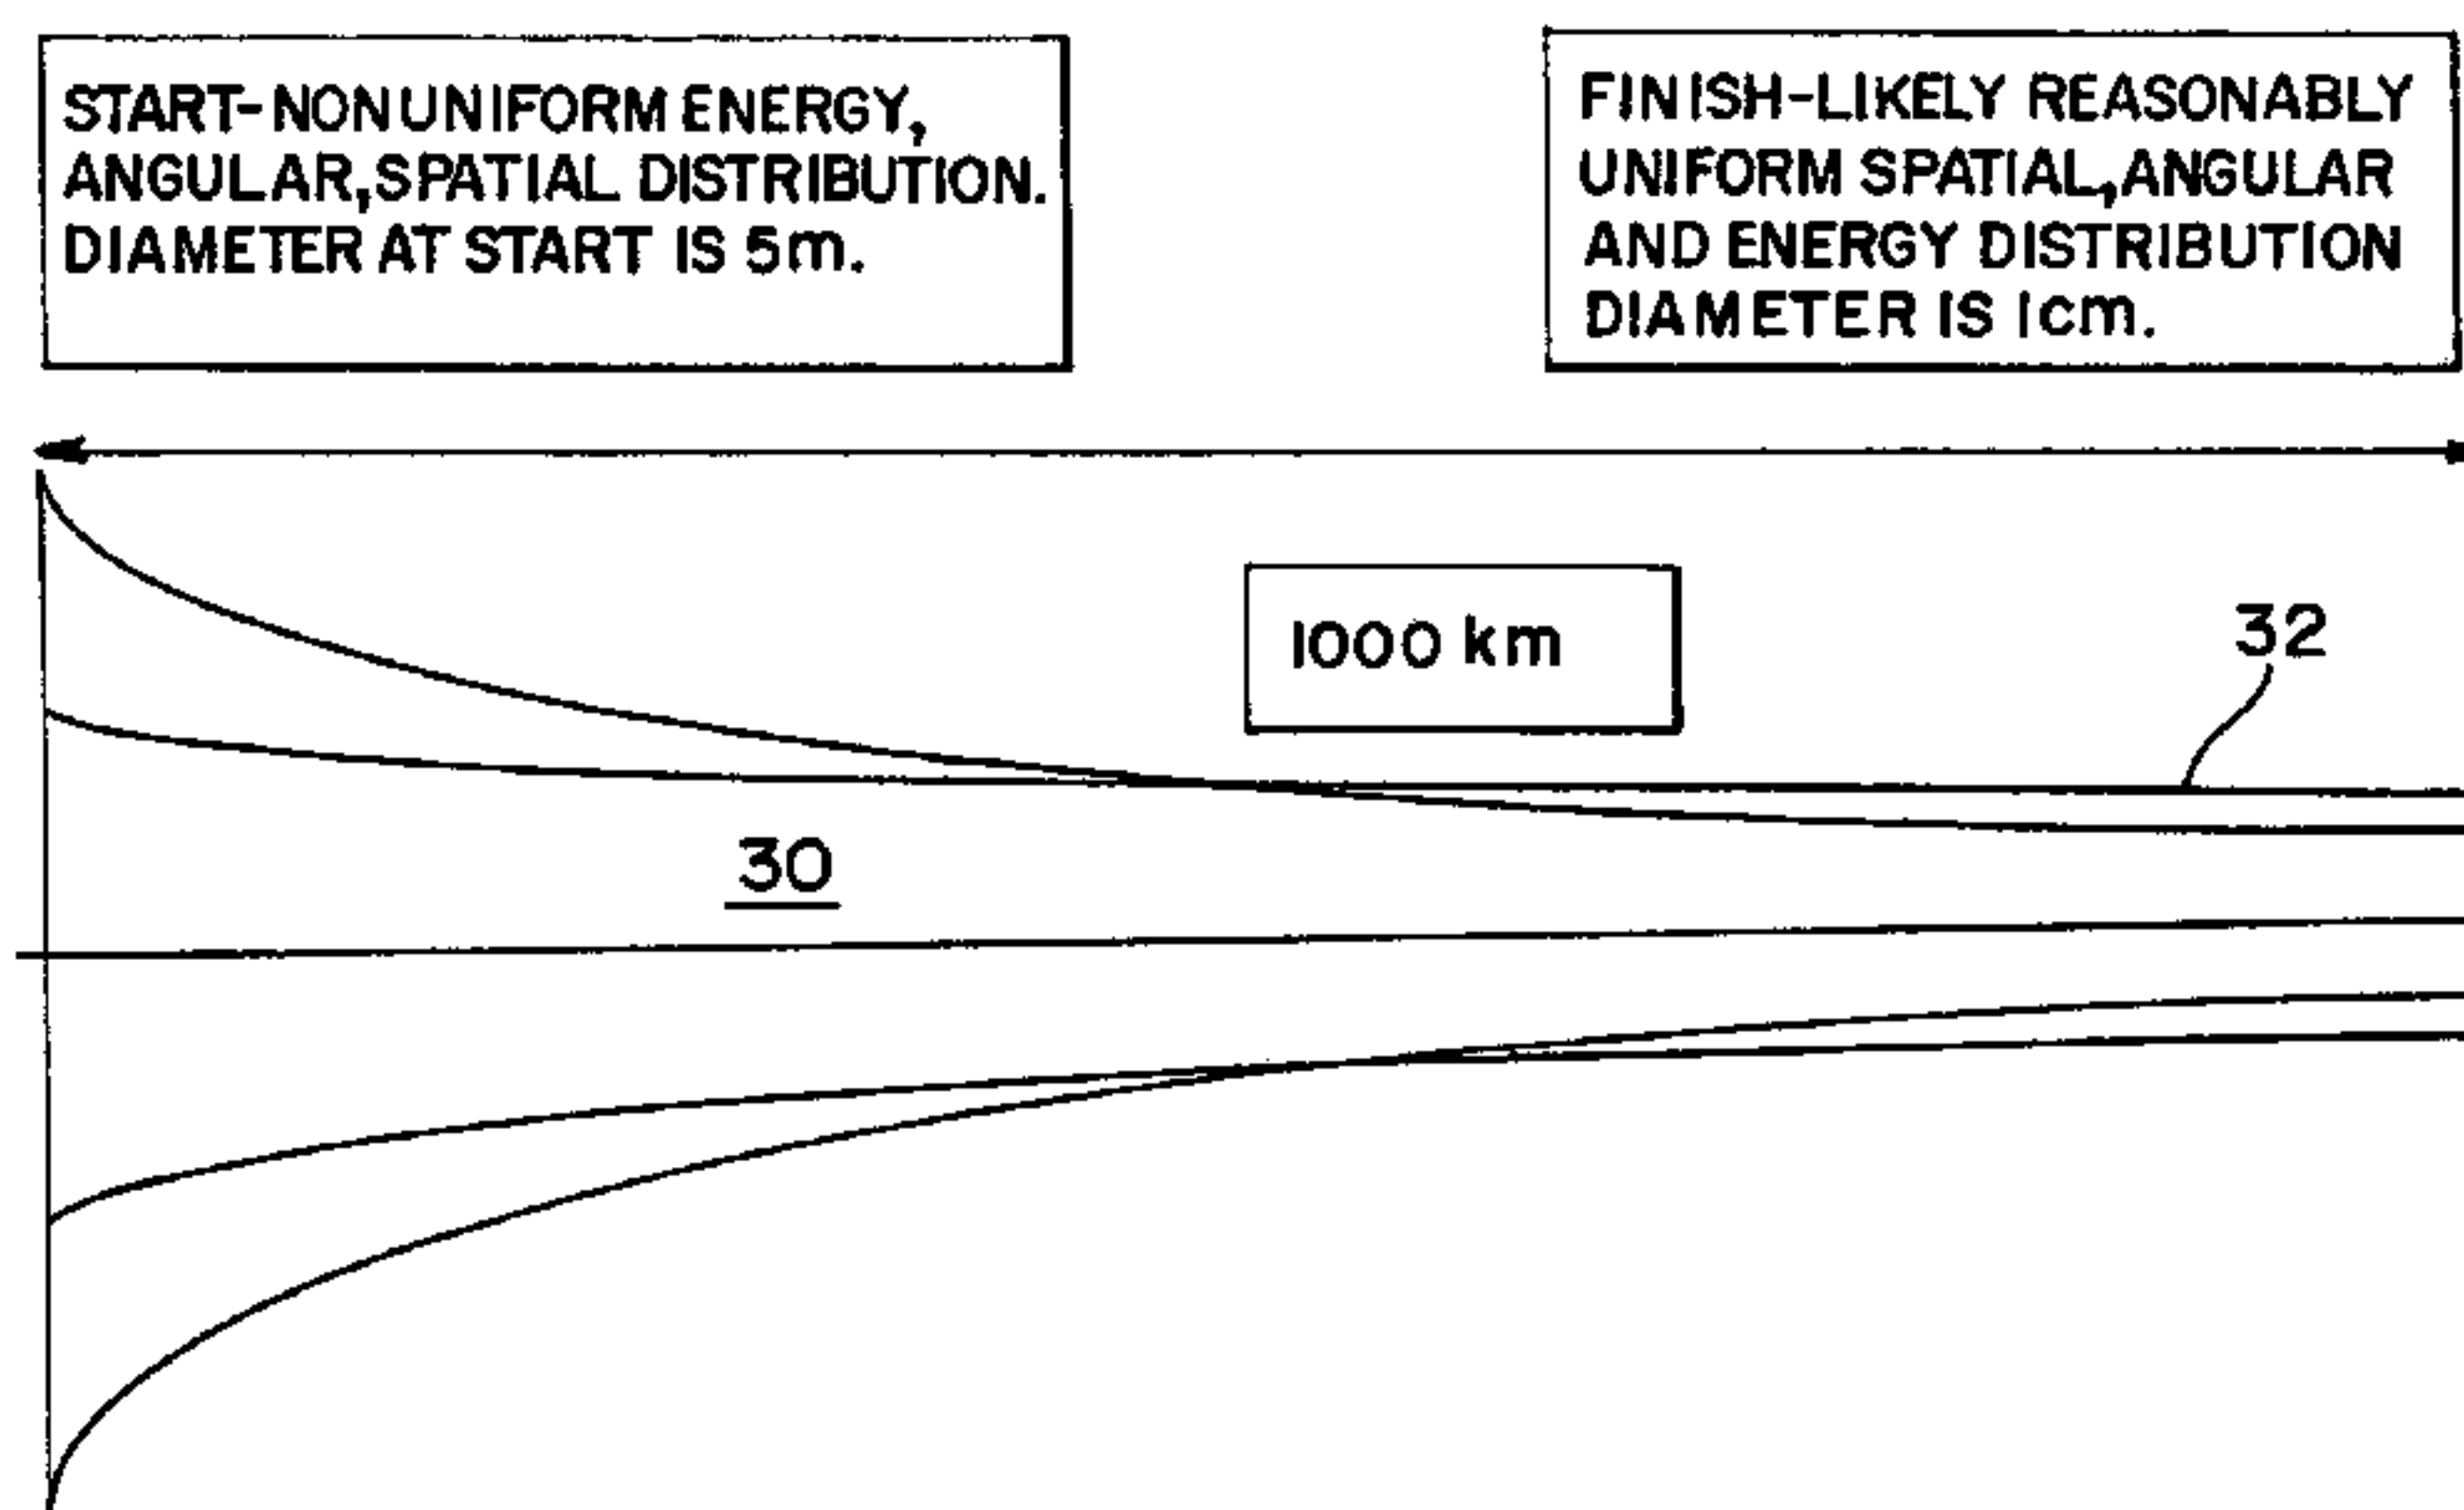 START-NONUNIFORM ENERGY,
ANGULAR,SPATIAL DISTRIBUTION.
DIAMETER AT START IS 5m.
FINISH-LIKELY REASONABLY
UNIFORM SPATIAL,ANGULAR
AND ENERGY DISTRIBUTION
DIAMETER IS 1cm.
1000 km
32
30